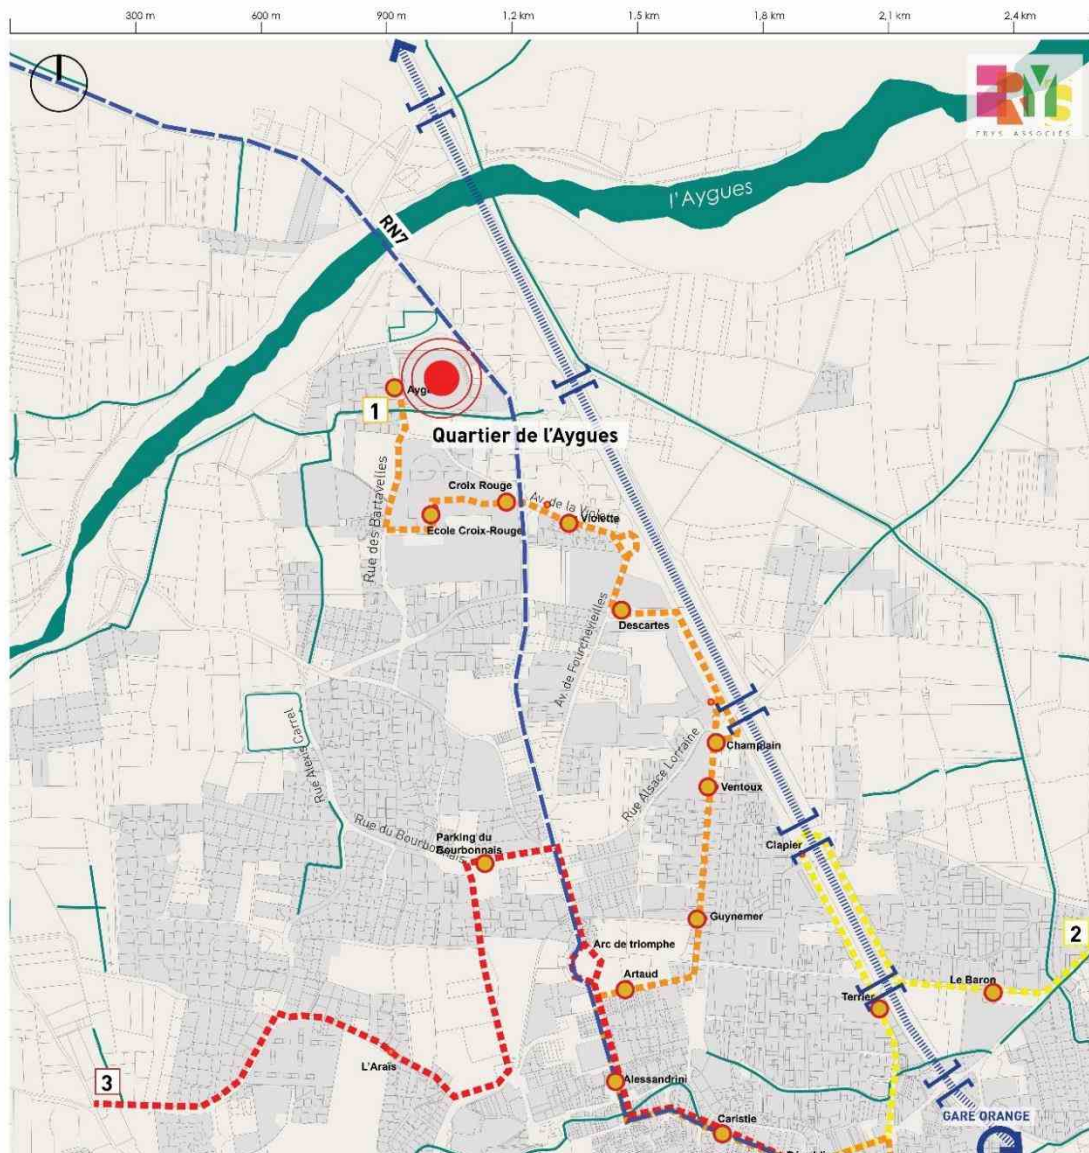 300 m
600 m
900 m
1,2 km
1,5 km
1,8 km
2,1 km
2,4 km
ERYS
ERYS ASSOCIÉS
l'Aygues
RN7
1
Quartier de l'Aygues
Croix Rouge
Av. de la
Violette
Ecole Croix-Rouge
Rue des Bartavelles
Descartes
Av. de Fourchevieilles
Rue Alexis Carrel
Champlain
Rue Alsace Lorraine
Ventoux
Rue du Bourbonnais
Parking du
Bourbonnais
Clapier
Guynemer
2
Arc de triomphe
Artaud
Le Baron
Terrier
L'Arais
3
Alessandrini
GARE ORANGE
Caristie